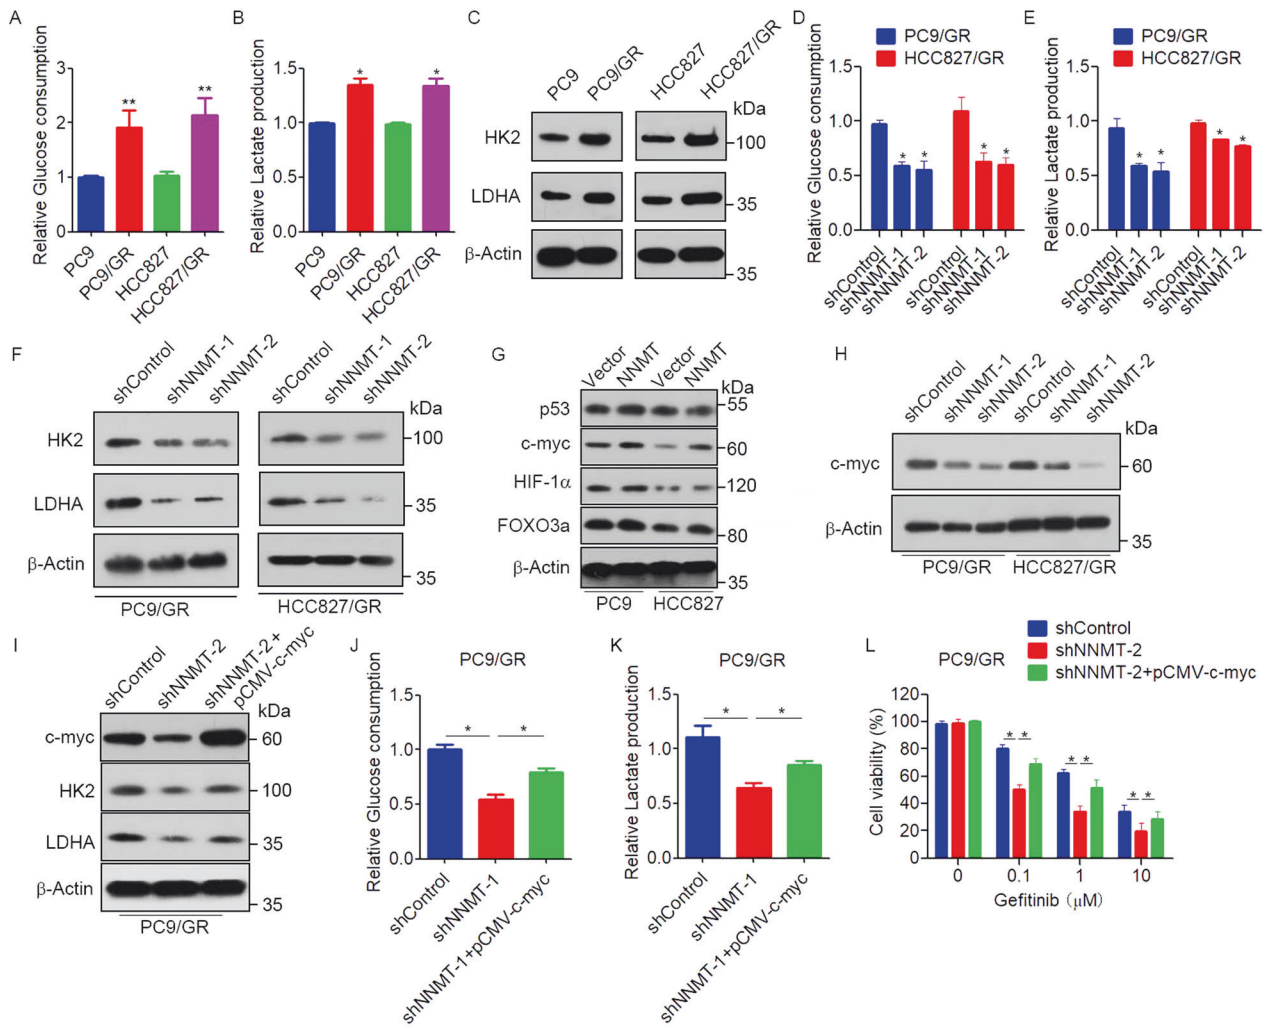 A
Relative Glucose consumption
3
2
1
0
**
**
PC9
PC9/GR
HCC827
HCC827/GR
B
Relative Lactate production
1.5
1.0
0.5
0.0
*
*
PC9
PC9/GR
HCC827
HCC827/GR
C
PC9
PC9/GR
HCC827
HCC827/GR
kDa
HK2
100
LDHA
35
β-Actin
35
D
PC9/GR
HCC827/GR
Relative Glucose consumption
1.5
1.0
0.5
0.0
* *
* *
shControl
shNNMT-1
shNNMT-2
shControl
shNNMT-1
shNNMT-2
E
PC9/GR
HCC827/GR
Relative Lactate production
1.5
1.0
0.5
0.0
* *
* *
shControl
shNNMT-1
shNNMT-2
shControl
shNNMT-1
shNNMT-2
F
shControl
shNNMT-1
shNNMT-2
shControl
shNNMT-1
shNNMT-2
kDa
HK2
100
LDHA
35
β-Actin
35
PC9/GR
HCC827/GR
G
Vector
NNMT
Vector
NNMT
kDa
p53
55
c-myc
60
HIF-1α
120
FOXO3a
80
β-Actin
35
PC9
HCC827
H
shControl
shNNMT-1
shNNMT-2
shControl
shNNMT-1
shNNMT-2
kDa
c-myc
60
β-Actin
35
PC9/GR
HCC827/GR
I
shControl
shNNMT-2
shNNMT-2+
pCMV-c-myc
kDa
c-myc
60
HK2
100
LDHA
35
β-Actin
35
PC9/GR
J
PC9/GR
Relative Glucose consumption
1.5
1.0
0.5
0.0
*
*
shControl
shNNMT-1
shNNMT-1+pCMV-c-myc
K
PC9/GR
Relative Lactate production
1.5
1.0
0.5
0.0
*
*
shControl
shNNMT-1
shNNMT-1+pCMV-c-myc
L
PC9/GR
shControl
shNNMT-2
shNNMT-2+pCMV-c-myc
Cell viability (%)
120
100
80
60
40
20
0
* *
* *
* *
0
0.1
1
10
Gefitinib (μM)